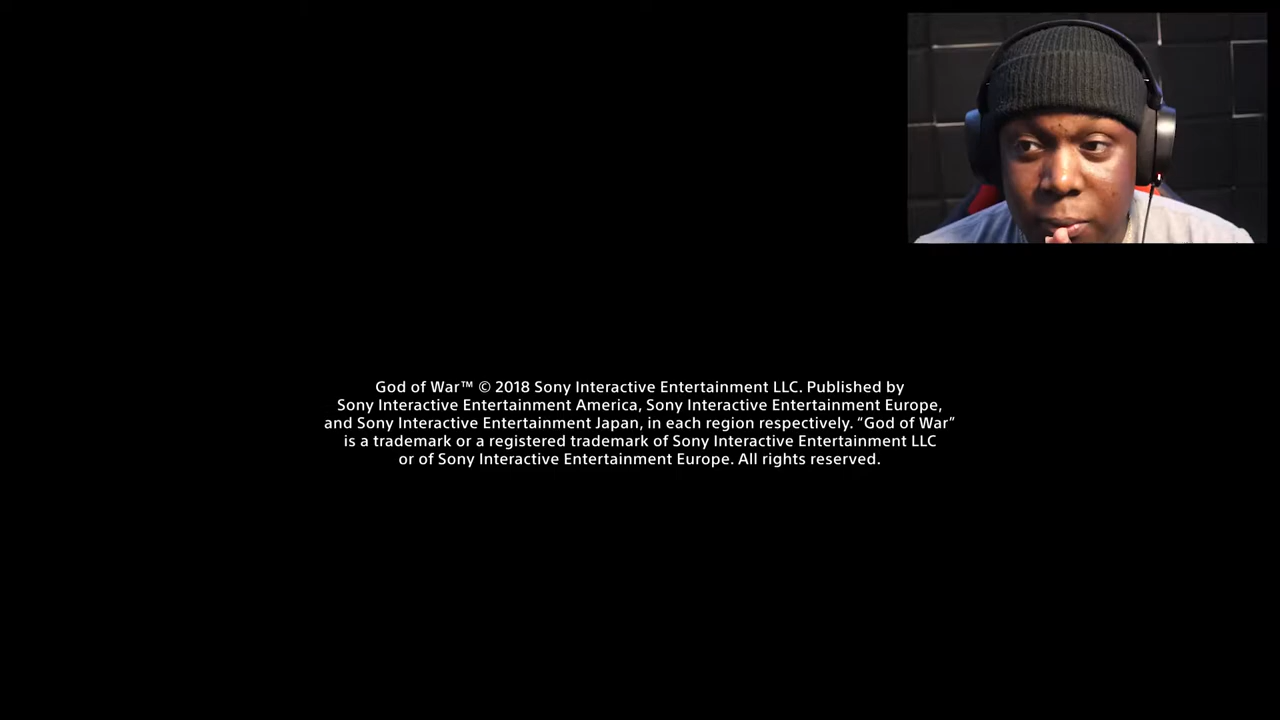 God of War™ © 2018 Sony Interactive Entertainment LLC. Published by
Sony Interactive Entertainment America, Sony Interactive Entertainment Europe,
and Sony Interactive Entertainment Japan, in each region respectively. “God of War”
is a trademark or a registered trademark of Sony Interactive Entertainment LLC
or of Sony Interactive Entertainment Europe. All rights reserved.